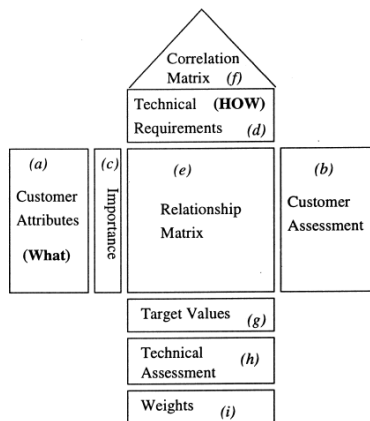 Correlation
Matrix (f)
Technical (HOW)
Requirements (d)
(a)
Customer
Attributes
(What)
(c)
Importance
(e)
Relationship
Matrix
(b)
Customer
Assessment
Target Values (g)
Technical
Assessment (h)
Weights (i)